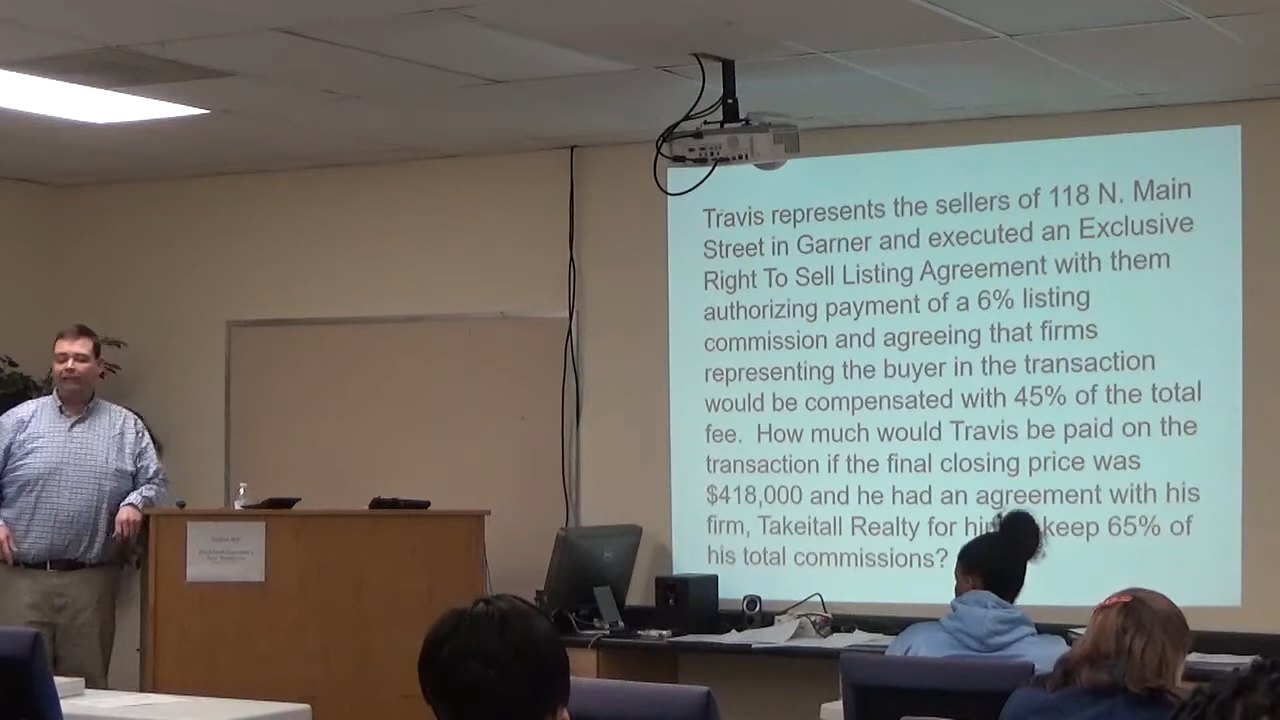 Travis represents the sellers of 118 N. Main
Street in Garner and executed an Exclusive
Right To Sell Listing Agreement with them
authorizing payment of a 6% listing
commission and agreeing that firms
representing the buyer in the transaction
would be compensated with 45% of the total
fee. How much would Travis be paid on the
transaction if the final closing price was
$418,000 and he had an agreement with his
firm, Takeitall Realty for keep 65% of
his total commissions?